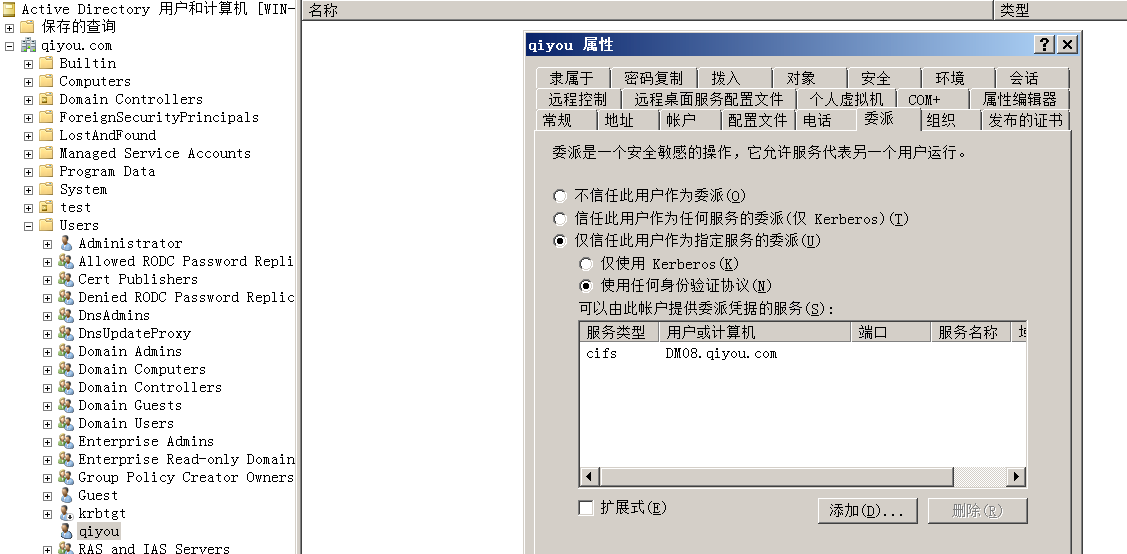 Active Directory 用户和计算机 [WIN-
保存的查询
qiyou.com
Builtin
Computers
Domain Controllers
ForeignSecurityPrincipals
LostAndFound
Managed Service Accounts
Program Data
System
test
Users
Administrator
Allowed RODC Password Repli
Cert Publishers
Denied RODC Password Replic
DnsAdmins
DnsUpdateProxy
Domain Admins
Domain Computers
Domain Controllers
Domain Guests
Domain Users
Enterprise Admins
Enterprise Read-only Domain
Group Policy Creator Owners
Guest
krbtgt
qiyou
RAS and IAS Servers
名称 类型
qiyou 属性
隶属于 密码复制 拨入 对象 安全 环境 会话
远程控制 远程桌面服务配置文件 个人虚拟机 COM+ 属性编辑器
常规 地址 帐户 配置文件 电话 委派 组织 发布的证书
委派是一个安全敏感的操作，它允许服务代表另一个用户运行。
不信任此用户作为委派(O)
信任此用户作为任何服务的委派(仅 Kerberos)(T)
仅信任此用户作为指定服务的委派(U)
仅使用 Kerberos(K)
使用任何身份验证协议(N)
可以由此帐户提供委派凭据的服务(S):
服务类型 用户或计算机 端口 服务名称
cifs DM08.qiyou.com
扩展式(E) 添加(D)... 删除(R)